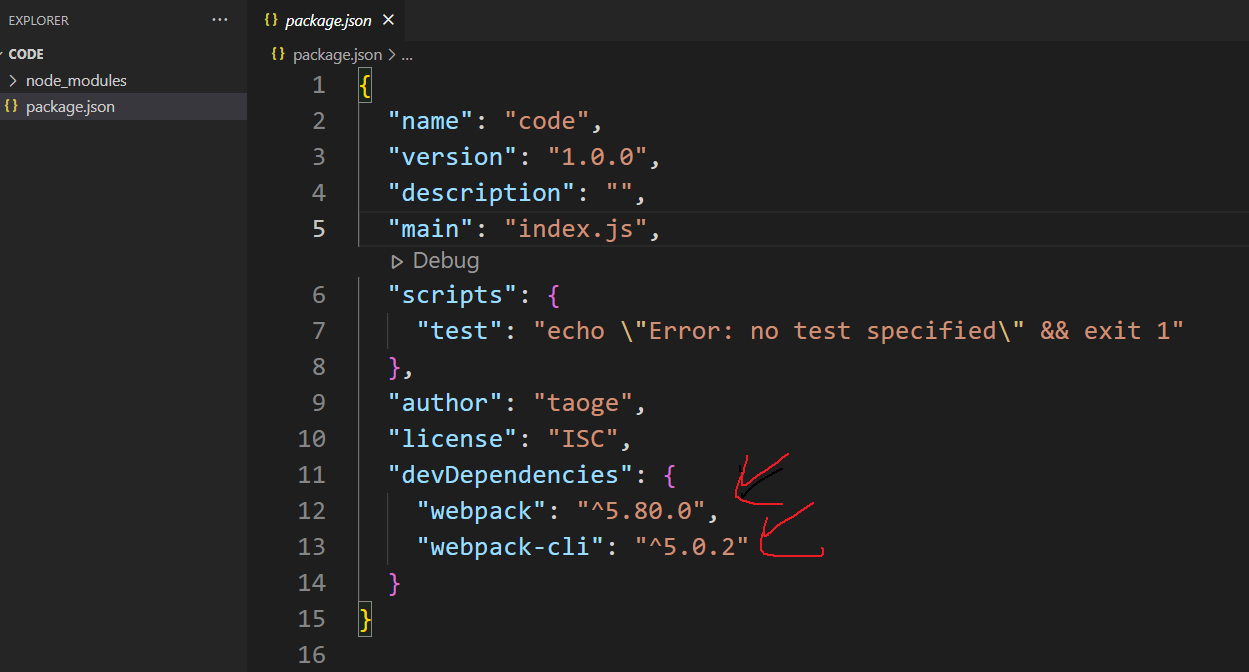 EXPLORER ...
CODE
node_modules
{} package.json
{} package.json ×
{} package.json > ...
1 {
2 "name": "code",
3 "version": "1.0.0",
4 "description": "",
5 "main": "index.js",
Debug
6 "scripts": {
7 "test": "echo \"Error: no test specified\" && exit 1"
8 },
9 "author": "taoge",
10 "license": "ISC",
11 "devDependencies": {
12 "webpack": "^5.80.0",
13 "webpack-cli": "^5.0.2"
14 }
15 }
16